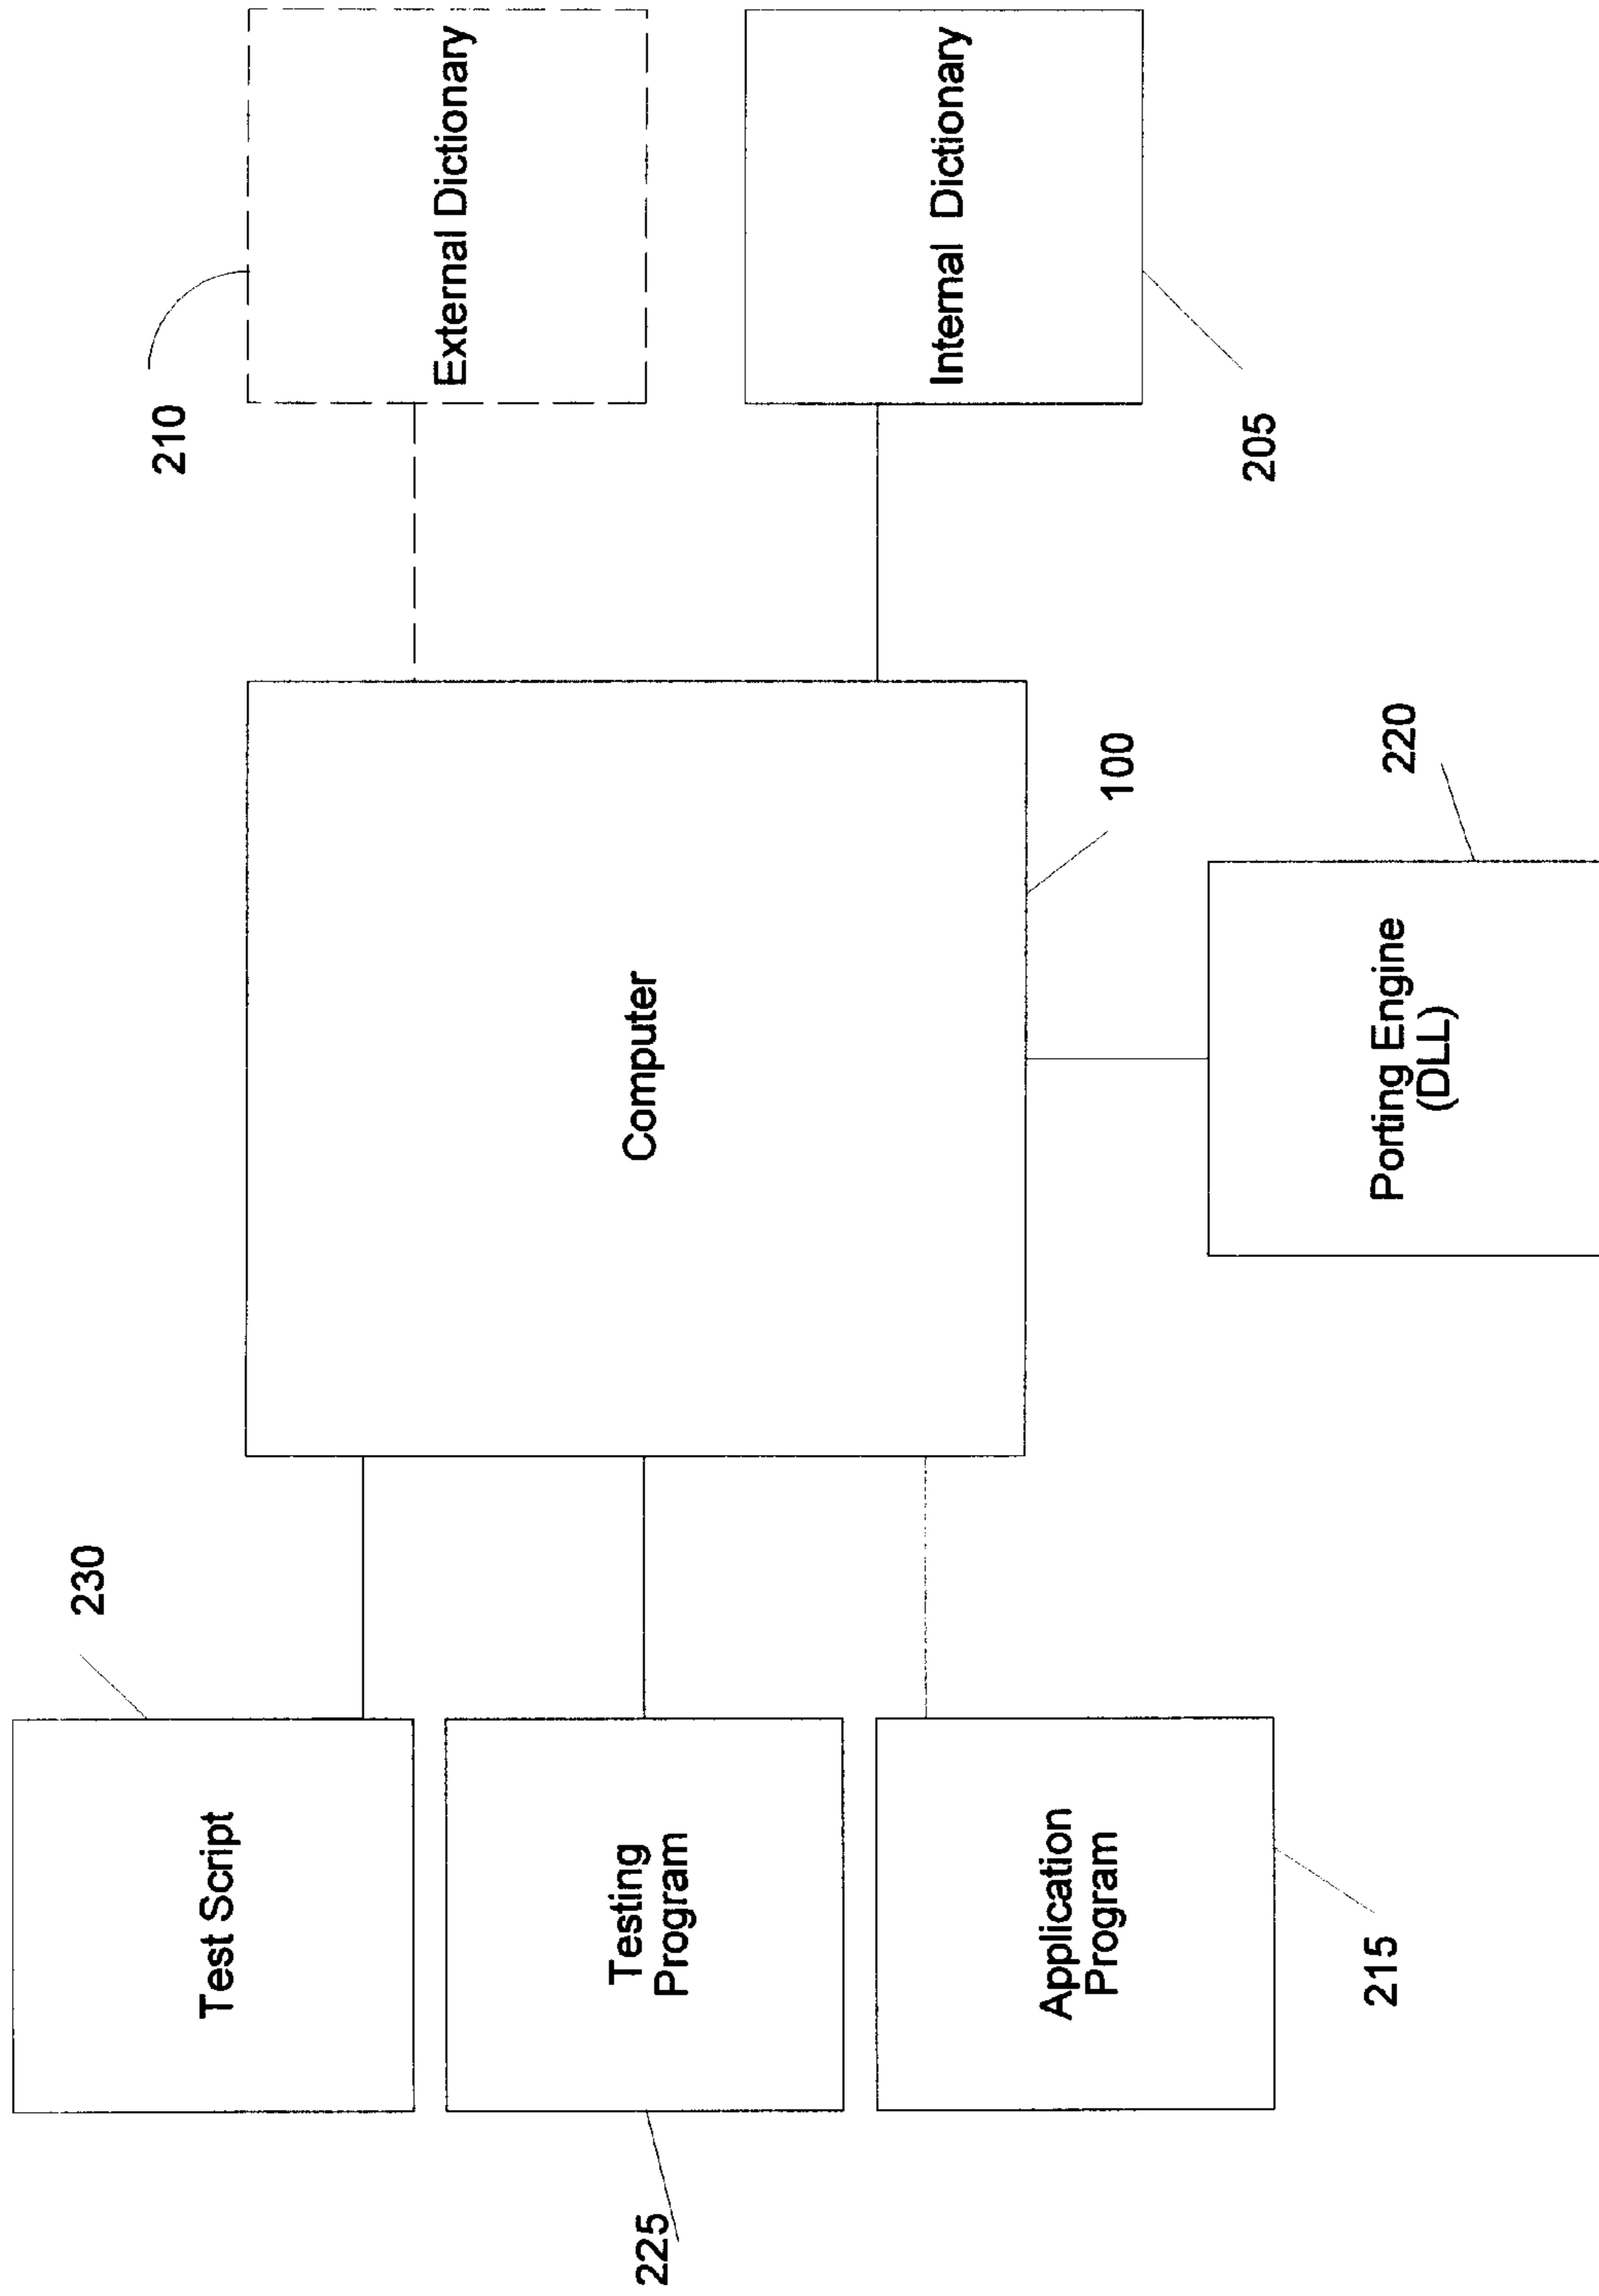 230
Test Script
225
Testing
Program
215
Application
Program
Computer
100
220
Porting Engine
(DLL)
210
External Dictionary
205
Internal Dictionary